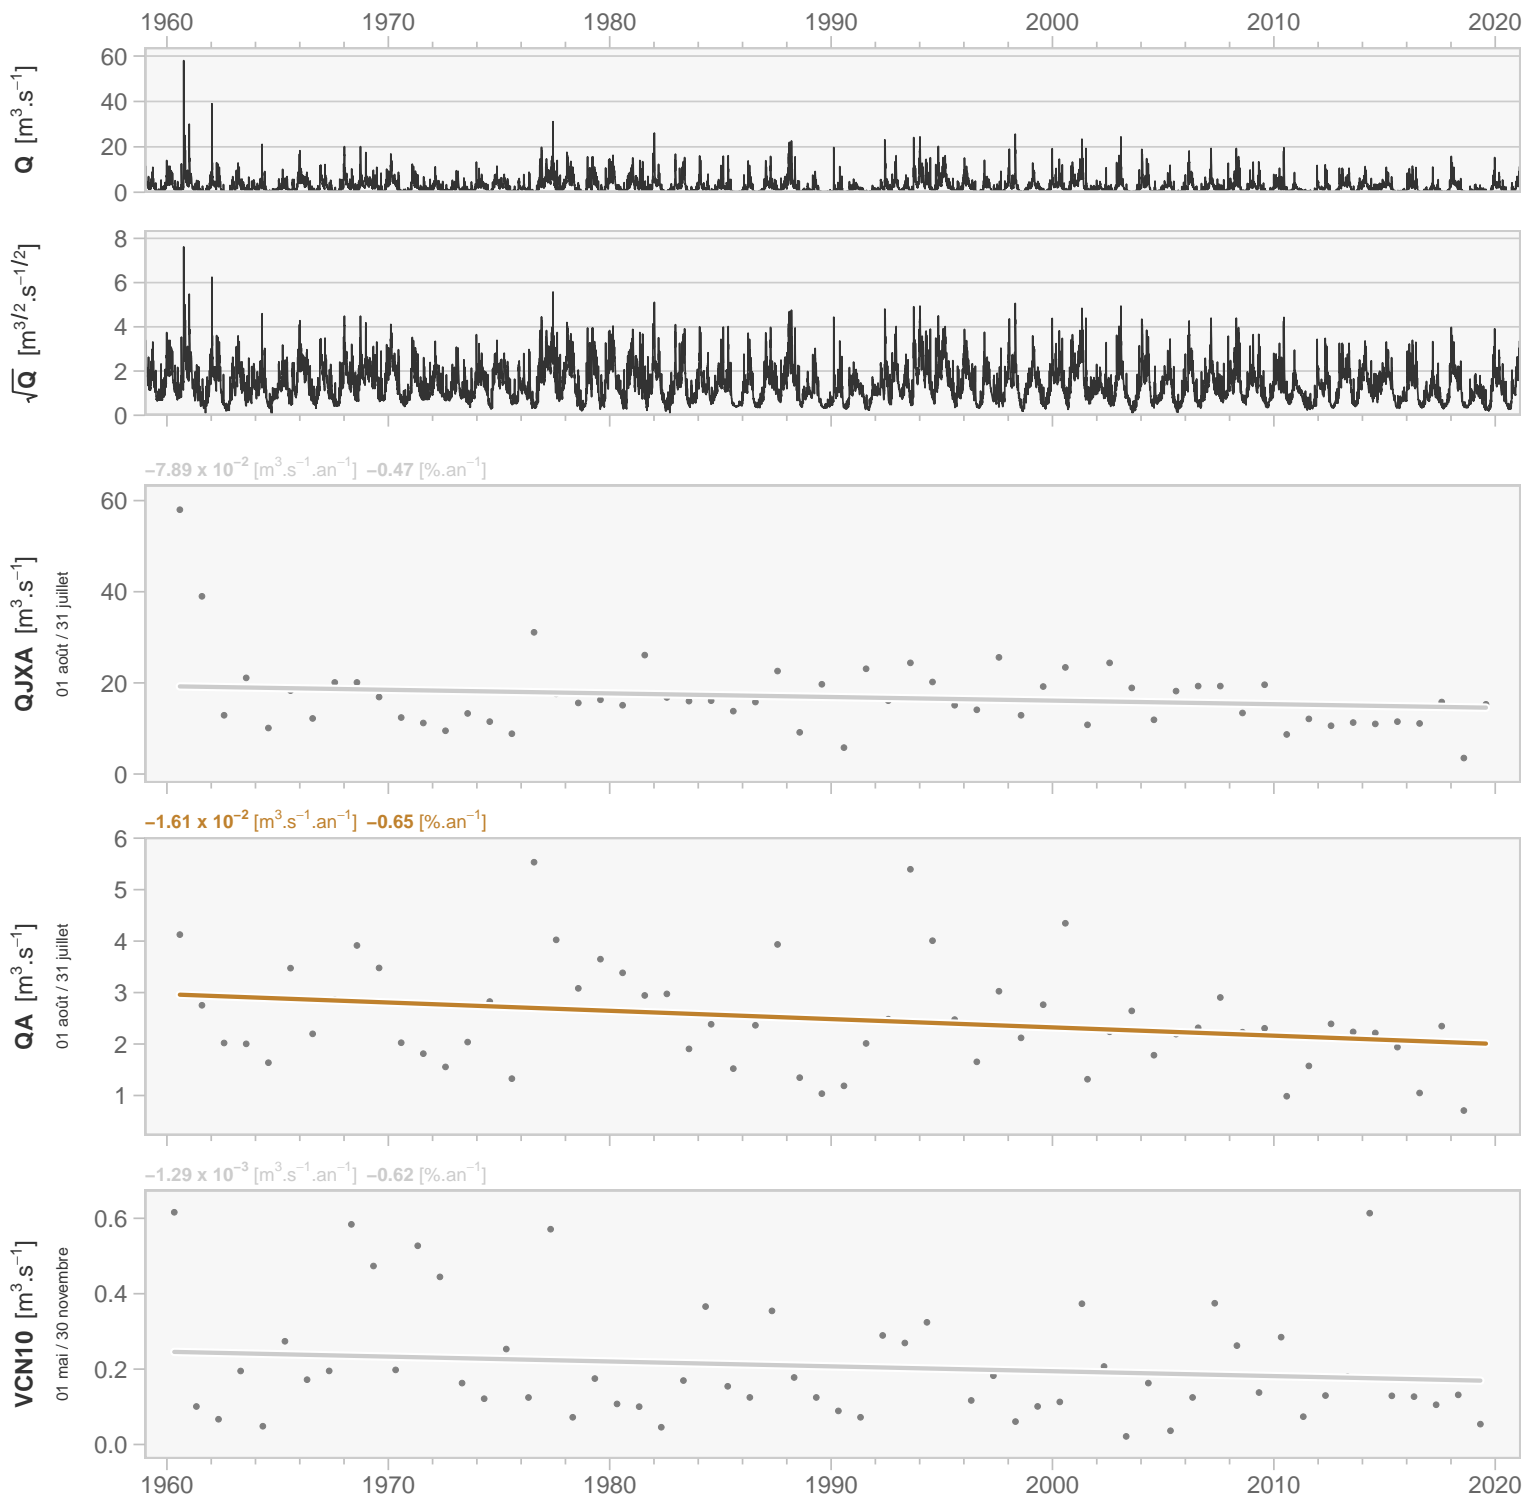 1960 1970 1980 1990 2000 2010 2020
Q [m³.s⁻¹]
60
40
20
0
√Q [m³ᐟ².s⁻¹ᐟ²]
8
6
4
2
0
−7.89 x 10⁻² [m³.s⁻¹.an⁻¹] −0.47 [%.an⁻¹]
QJXA [m³.s⁻¹]
01 août / 31 juillet
60
40
20
0
−1.61 x 10⁻² [m³.s⁻¹.an⁻¹] −0.65 [%.an⁻¹]
QA [m³.s⁻¹]
01 août / 31 juillet
6
5
4
3
2
1
−1.29 x 10⁻³ [m³.s⁻¹.an⁻¹] −0.62 [%.an⁻¹]
VCN10 [m³.s⁻¹]
01 mai / 30 novembre
0.6
0.4
0.2
0.0
1960 1970 1980 1990 2000 2010 2020